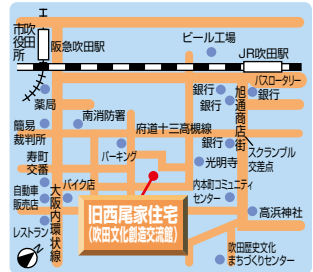 吹田
市役所
阪急吹田駅
ビール工場
JR吹田駅
バスロータリー
銀行
銀行
銀行
旭通商店街
薬局
南消防署
簡易
裁判所
府道十三高槻線
銀行
スクランブル
交差点
寿町
交番
パーキング
光明寺
自動車
販売店
バイク店
大阪内環状線
内本町コミュニティ
センター
旧西尾家住宅
(吹田文化創造交流館)
高浜神社
レストラン
吹田歴史文化
まちづくりセンター